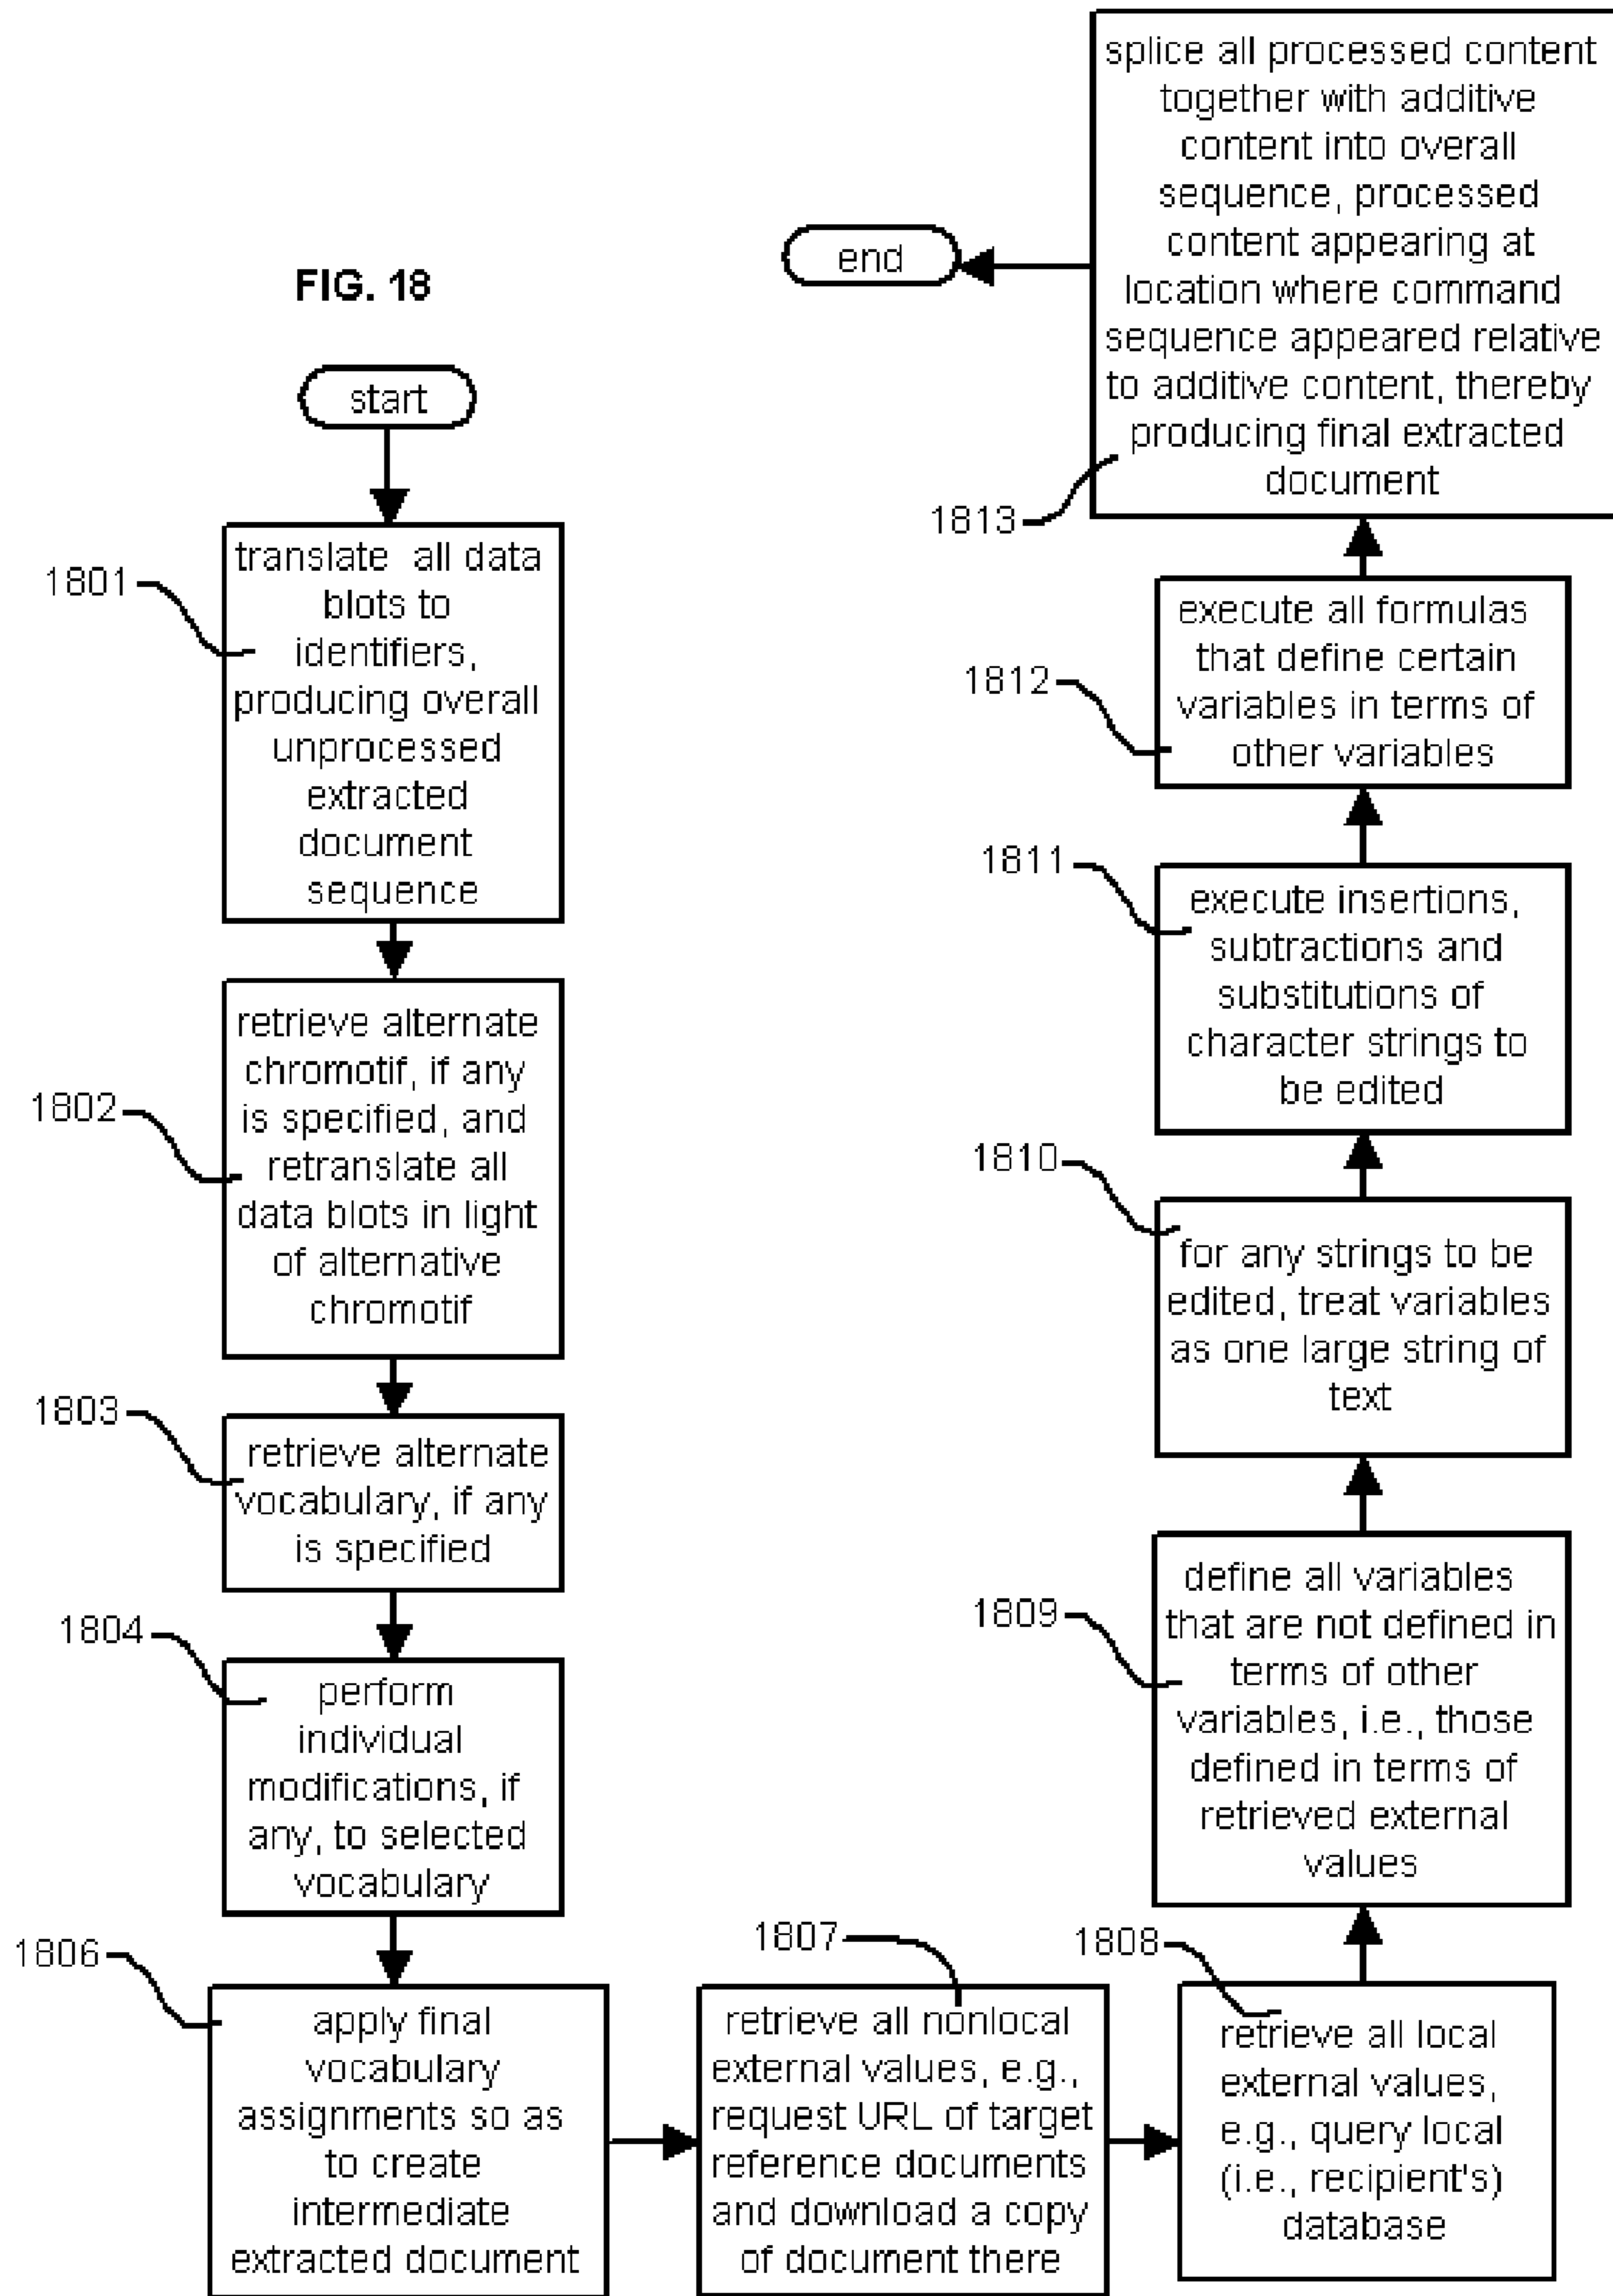 FIG. 18
start
1801
translate all data
blots to
identifiers,
producing overall
unprocessed
extracted
document
sequence
1802
retrieve alternate
chromotif, if any
is specified, and
retranslate all
data blots in light
of alternative
chromotif
1803
retrieve alternate
vocabulary, if any
is specified
1804
perform
individual
modifications, if
any, to selected
vocabulary
1806
apply final
vocabulary
assignments so as
to create
intermediate
extracted document
1807
retrieve all nonlocal
external values, e.g.,
request URL of target
reference documents
and download a copy
of document there
1808
retrieve all local
external values,
e.g., query local
(i.e., recipient's)
database
1809
define all variables
that are not defined in
terms of other
variables, i.e., those
defined in terms of
retrieved external
values
1810
for any strings to be
edited, treat variables
as one large string of
text
1811
execute insertions,
subtractions and
substitutions of
character strings to
be edited
1812
execute all formulas
that define certain
variables in terms of
other variables
1813
splice all processed content
together with additive
content into overall
sequence, processed
content appearing at
location where command
sequence appeared relative
to additive content, thereby
producing final extracted
document
end